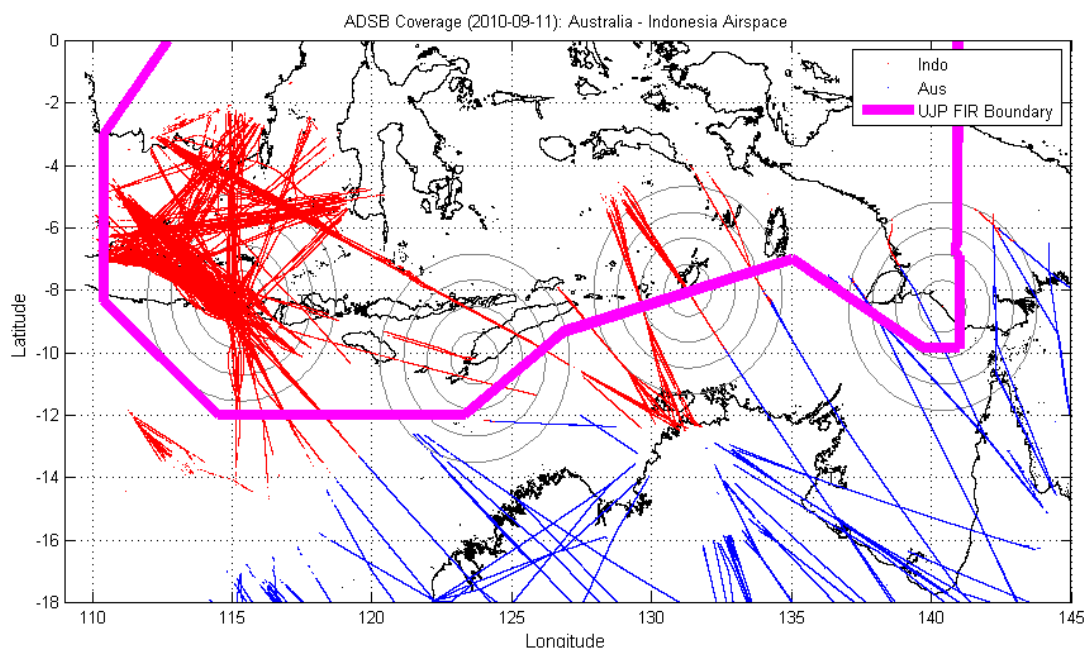 ADSB Coverage (2010-09-11): Australia - Indonesia Airspace
Indo
Aus
UJP FIR Boundary
Latitude
0
-2
-4
-6
-8
-10
-12
-14
-16
-18
110 115 120 125 130 135 140 145
Longitude